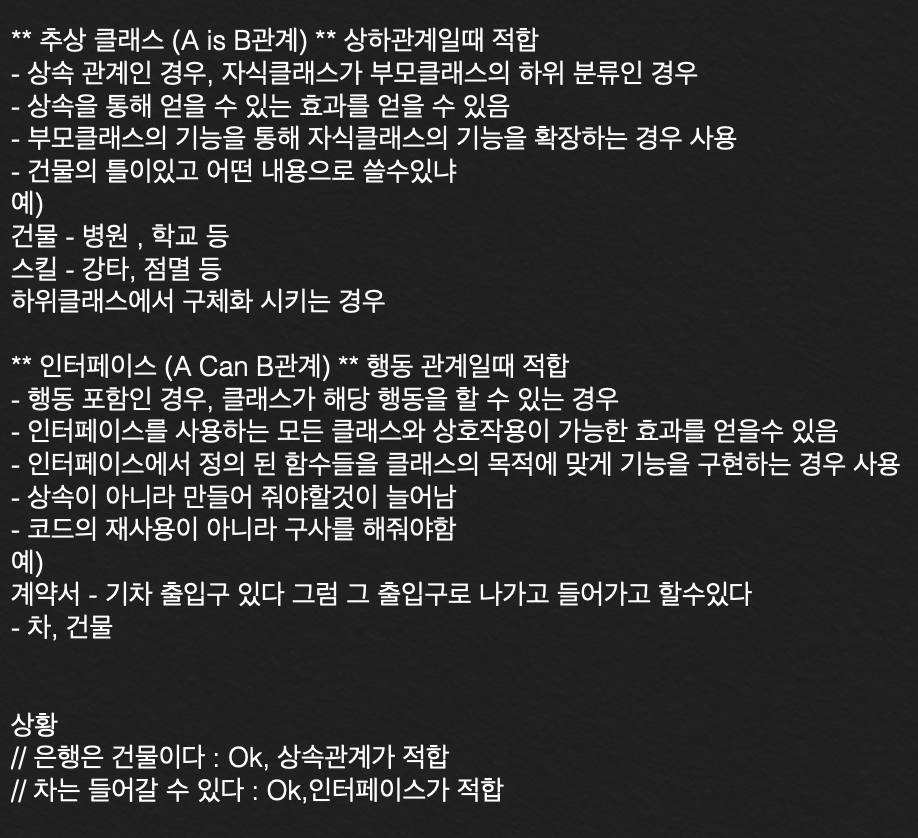 ** 추상 클래스 (A is B관계) ** 상하관계일때 적합
- 상속 관계인 경우, 자식클래스가 부모클래스의 하위 분류인 경우
- 상속을 통해 얻을 수 있는 효과를 얻을 수 있음
- 부모클래스의 기능을 통해 자식클래스의 기능을 확장하는 경우 사용
- 건물의 틀이있고 어떤 내용으로 쓸수있냐
예)
건물 - 병원 , 학교 등
스킬 - 강타, 점멸 등
하위클래스에서 구체화 시키는 경우
** 인터페이스 (A Can B관계) ** 행동 관계일때 적합
- 행동 포함인 경우, 클래스가 해당 행동을 할 수 있는 경우
- 인터페이스를 사용하는 모든 클래스와 상호작용이 가능한 효과를 얻을수 있음
- 인터페이스에서 정의 된 함수들을 클래스의 목적에 맞게 기능을 구현하는 경우 사용
- 상속이 아니라 만들어 줘야할것이 늘어남
- 코드의 재사용이 아니라 구사를 해줘야함
예)
계약서 - 기차 출입구 있다 그럼 그 출입구로 나가고 들어가고 할수있다
- 차, 건물
상황
// 은행은 건물이다 : Ok, 상속관계가 적합
// 차는 들어갈 수 있다 : Ok,인터페이스가 적합